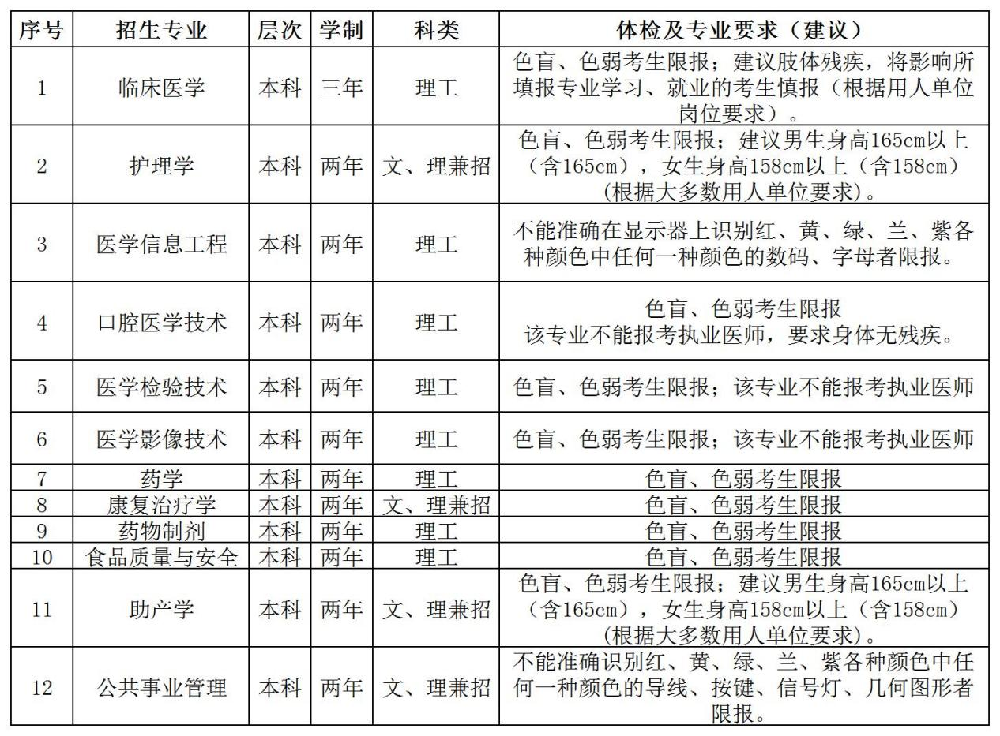 序号 招生专业 层次 学制 科类 体检及专业要求（建议）
1 临床医学 本科 三年 理工 色盲、色弱考生限报；建议肢体残疾，将影响所
填报专业学习、就业的考生慎报（根据用人单位
岗位要求）。
2 护理学 本科 两年 文、理兼招 色盲、色弱考生限报；建议男生身高165cm以上
（含165cm），女生身高158cm以上（含158cm）
(根据大多数用人单位要求)。
3 医学信息工程 本科 两年 理工 不能准确在显示器上识别红、黄、绿、兰、紫各
种颜色中任何一种颜色的数码、字母者限报。
4 口腔医学技术 本科 两年 理工 色盲、色弱考生限报
该专业不能报考执业医师，要求身体无残疾。
5 医学检验技术 本科 两年 理工 色盲、色弱考生限报；该专业不能报考执业医师
6 医学影像技术 本科 两年 理工 色盲、色弱考生限报；该专业不能报考执业医师
7 药学 本科 两年 理工 色盲、色弱考生限报
8 康复治疗学 本科 两年 文、理兼招 色盲、色弱考生限报
9 药物制剂 本科 两年 理工 色盲、色弱考生限报
10 食品质量与安全 本科 两年 理工 色盲、色弱考生限报
11 助产学 本科 两年 文、理兼招 色盲、色弱考生限报；建议男生身高165cm以上
（含165cm），女生身高158cm以上（含158cm）
(根据大多数用人单位要求)。
12 公共事业管理 本科 两年 文、理兼招 不能准确识别红、黄、绿、兰、紫各种颜色中任
何一种颜色的导线、按键、信号灯、几何图形者
限报。